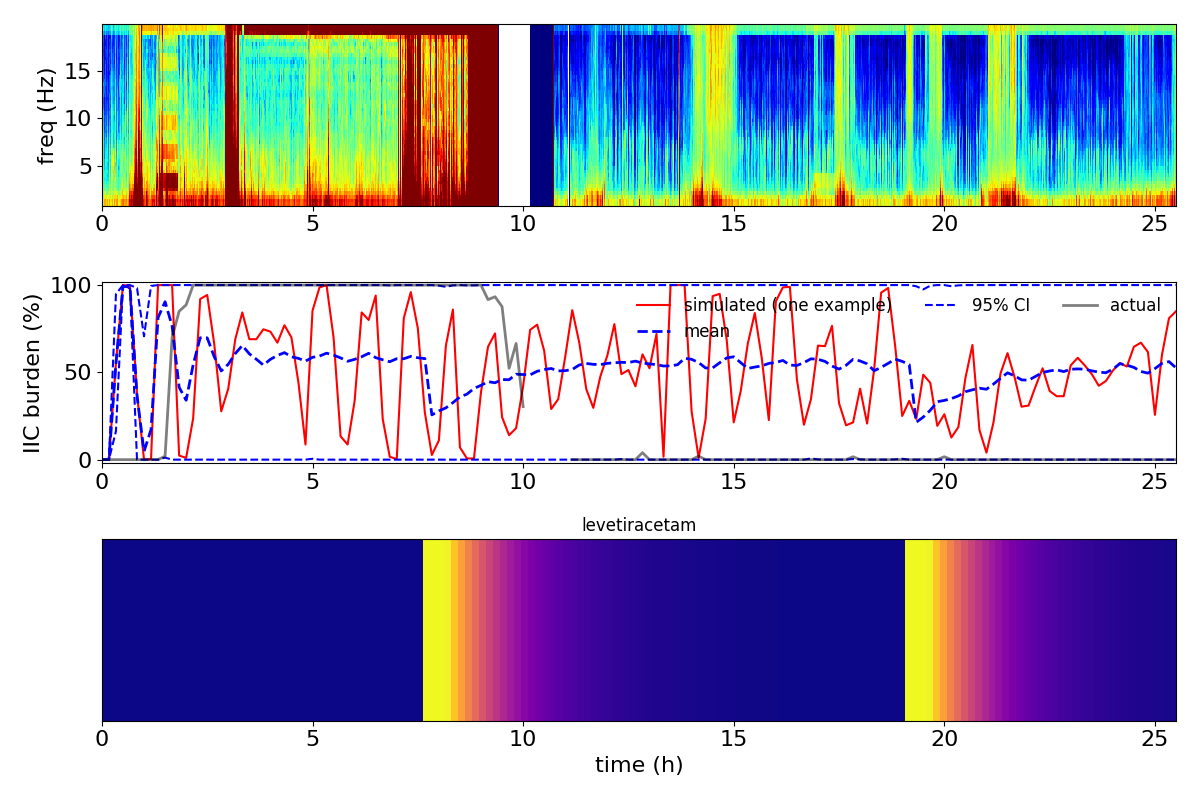 freq (Hz)
15
10
5
0 5 10 15 20 25
IIC burden (%)
100
50
0
simulated (one example)
mean
95% CI
actual
0 5 10 15 20 25
levetiracetam
0 5 10 15 20 25
time (h)